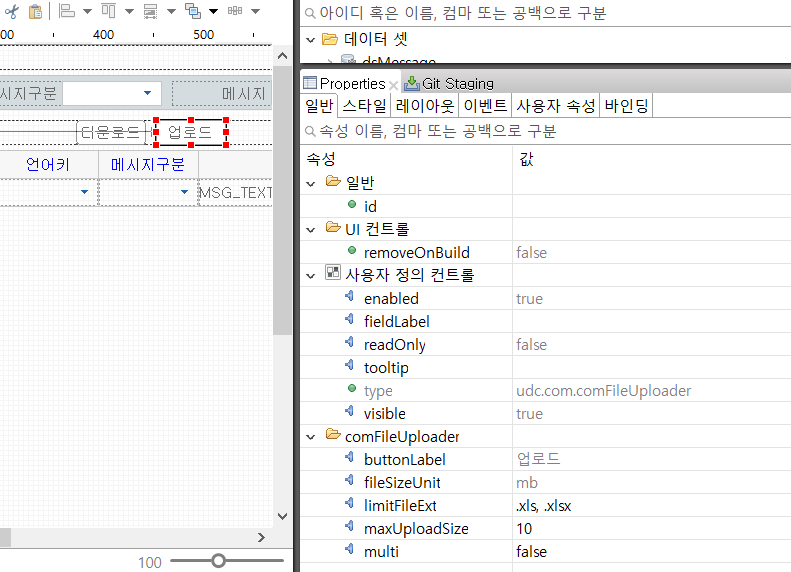 00 400 500
시지구분 메시지
다운로드 업로드
언어키 메시지구분
MSG_TEXT
100
아이디 혹은 이름, 컴마 또는 공백으로 구분
데이터 셋
dsMessage
Properties Git Staging
일반 스타일 레이아웃 이벤트 사용자 속성 바인딩
속성 이름, 컴마 또는 공백으로 구분
속성 값
일반
id
UI 컨트롤
removeOnBuild false
사용자 정의 컨트롤
enabled true
fieldLabel
readOnly false
tooltip
type udc.com.comFileUploader
visible true
comFileUploader
buttonLabel 업로드
fileSizeUnit mb
limitFileExt .xls, .xlsx
maxUploadSize 10
multi false